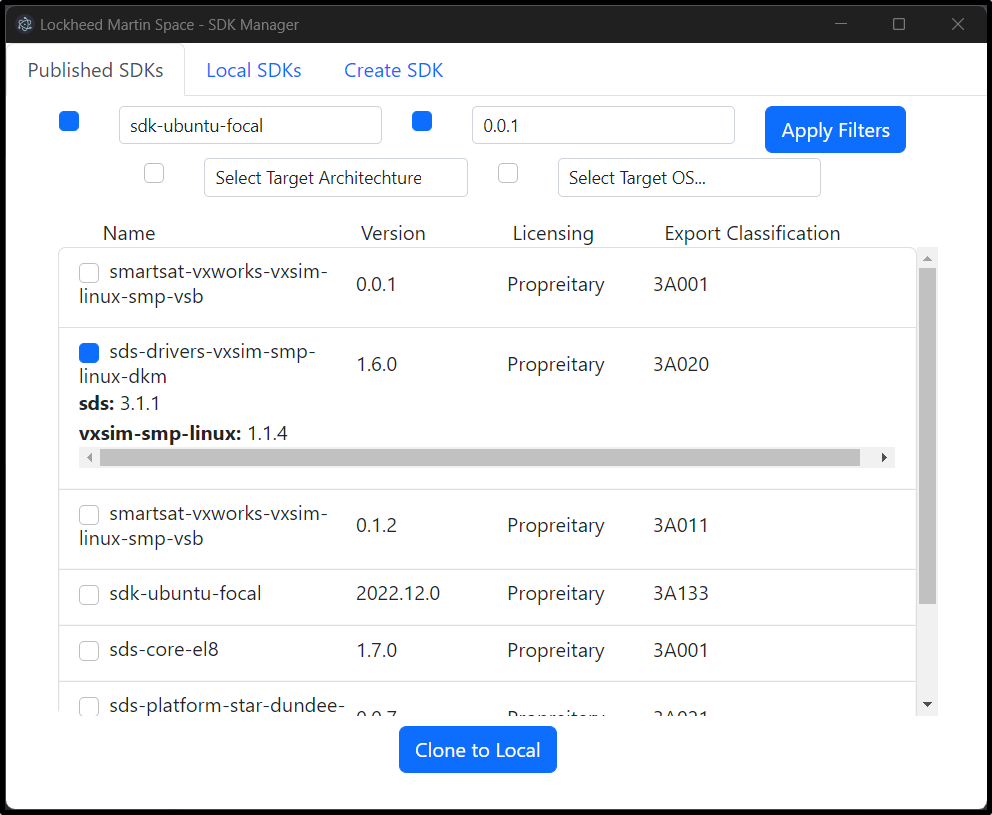 Lockheed Martin Space - SDK Manager
Published SDKs Local SDKs Create SDK
sdk-ubuntu-focal 0.0.1 Apply Filters
Select Target Architechture Select Target OS...
Name Version Licensing Export Classification
smartsat-vxworks-vxsim-
linux-smp-vsb 0.0.1 Propreitary 3A001
sds-drivers-vxsim-smp-
linux-dkm 1.6.0 Propreitary 3A020
sds: 3.1.1
vxsim-smp-linux: 1.1.4
smartsat-vxworks-vxsim-
linux-smp-vsb 0.1.2 Propreitary 3A011
sdk-ubuntu-focal 2022.12.0 Propreitary 3A133
sds-core-el8 1.7.0 Propreitary 3A001
sds-platform-star-dundee-
Clone to Local